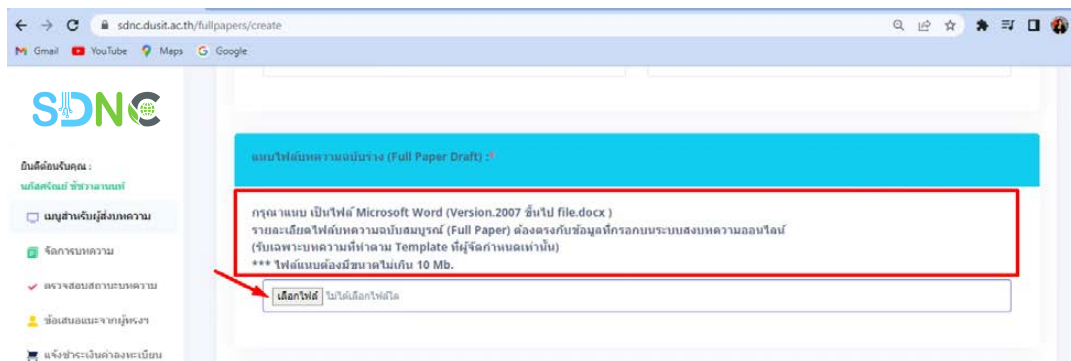 sdnc.dusit.ac.th/fullpapers/create
Gmail YouTube Maps Google
SDNC
ยินดีต้อนรับคุณ :
เมนูสำหรับผู้ส่งบทความ
จัดการบทความ
ตรวจสอบสถานะบทความ
ข้อเสนอแนะจากผู้ทรงฯ
แจ้งชำระเงินค่าลงทะเบียน
แนบไฟล์บทความฉบับร่าง (Full Paper Draft) :*
กรุณาแนบ เป็นไฟล์ Microsoft Word (Version.2007 ขึ้นไป file.docx )
รายละเอียดไฟล์บทความฉบับสมบูรณ์ (Full Paper) ต้องตรงกับข้อมูลที่กรอกบนระบบส่งบทความออนไลน์
(รับเฉพาะบทความที่ทำตาม Template ที่ผู้จัดกำหนดเท่านั้น)
*** ไฟล์แนบต้องมีขนาดไม่เกิน 10 Mb.
เลือกไฟล์ ไม่ได้เลือกไฟล์ใด